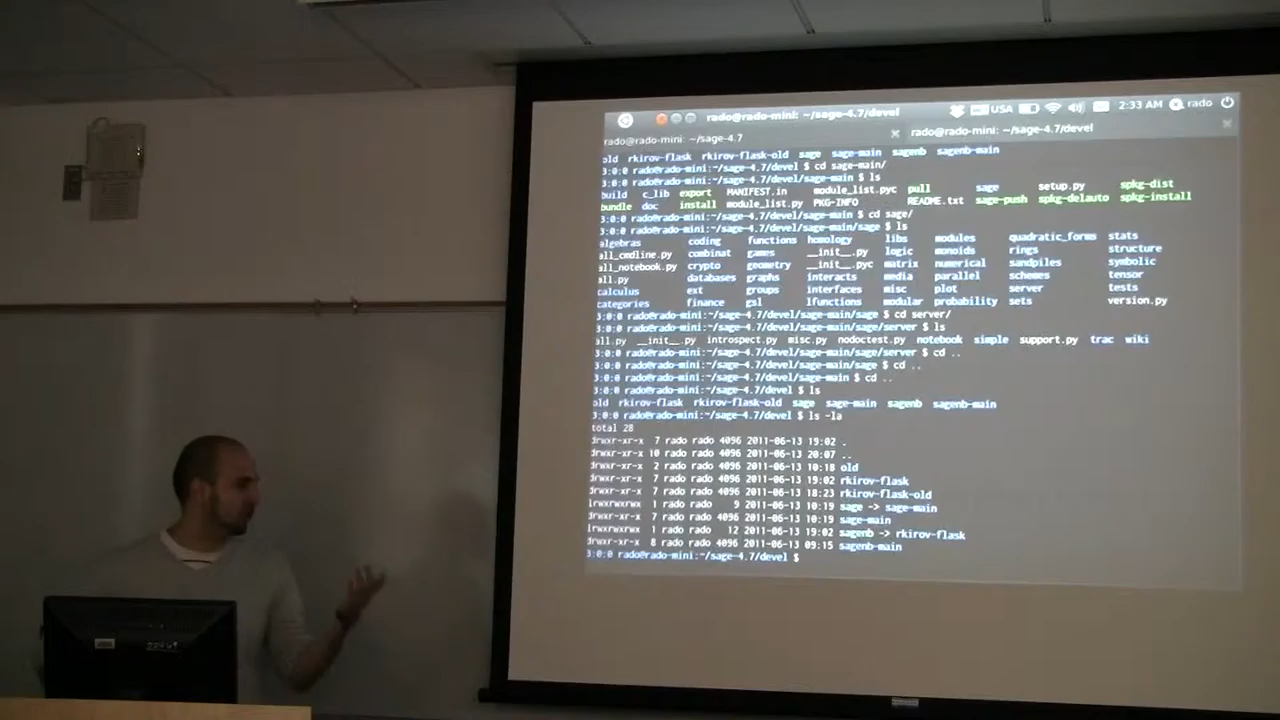 rado@rado-mini: ~/sage-4.7/devel USA 2:33 AM rado
rado@rado-mini: ~/sage-4.7 rado@rado-mini: ~/sage-4.7/devel
old rkirov-flask rkirov-flask-old sage sage-main sagenb sagenb-main
3:0:0 rado@rado-mini:~/sage-4.7/devel $ cd sage-main/
3:0:0 rado@rado-mini:~/sage-4.7/devel/sage-main $ ls
build c_lib export MANIFEST.in module_list.pyc pull sage setup.py spkg-dist
bundle doc install module_list.py PKG-INFO README.txt sage-push spkg-delauto spkg-install
3:0:0 rado@rado-mini:~/sage-4.7/devel/sage-main $ cd sage/
3:0:0 rado@rado-mini:~/sage-4.7/devel/sage-main/sage $ ls
algebras coding functions homology libs modules quadratic_forms stats
all_cmdline.py combinat games __init__.py logic monoids rings structure
all_notebook.py crypto geometry __init__.pyc matrix numerical sandpiles symbolic
all.py databases graphs interacts media parallel schemes tensor
calculus ext groups interfaces misc plot server tests
categories finance gsl lfunctions modular probability sets version.py
3:0:0 rado@rado-mini:~/sage-4.7/devel/sage-main/sage $ cd server/
3:0:0 rado@rado-mini:~/sage-4.7/devel/sage-main/sage/server $ ls
all.py __init__.py introspect.py misc.py nodoctest.py notebook simple support.py trac wiki
3:0:0 rado@rado-mini:~/sage-4.7/devel/sage-main/sage/server $ cd ..
3:0:0 rado@rado-mini:~/sage-4.7/devel/sage-main/sage $ cd ..
3:0:0 rado@rado-mini:~/sage-4.7/devel/sage-main $ cd ..
3:0:0 rado@rado-mini:~/sage-4.7/devel $ ls
old rkirov-flask rkirov-flask-old sage sage-main sagenb sagenb-main
3:0:0 rado@rado-mini:~/sage-4.7/devel $ ls -la
total 28
drwxr-xr-x 7 rado rado 4096 2011-06-13 19:02 .
drwxr-xr-x 10 rado rado 4096 2011-06-13 20:07 ..
drwxr-xr-x 2 rado rado 4096 2011-06-13 10:18 old
drwxr-xr-x 7 rado rado 4096 2011-06-13 19:02 rkirov-flask
drwxr-xr-x 7 rado rado 4096 2011-06-13 18:23 rkirov-flask-old
lrwxrwxrwx 1 rado rado 9 2011-06-13 10:19 sage -> sage-main
drwxr-xr-x 7 rado rado 4096 2011-06-13 10:19 sage-main
lrwxrwxrwx 1 rado rado 12 2011-06-13 19:02 sagenb -> rkirov-flask
drwxr-xr-x 8 rado rado 4096 2011-06-13 09:15 sagenb-main
3:0:0 rado@rado-mini:~/sage-4.7/devel $